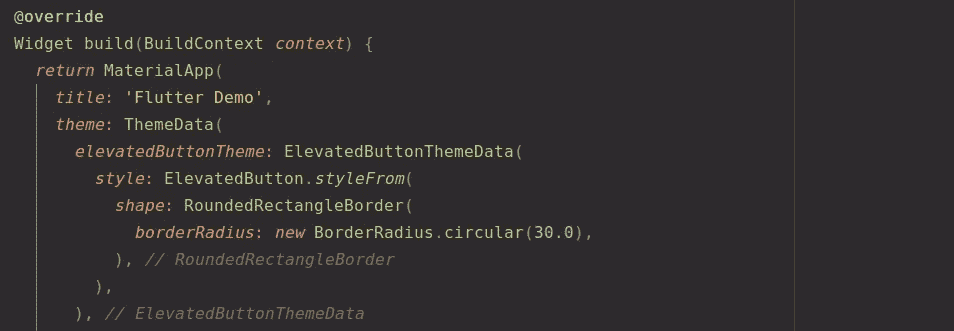 @override
Widget build(BuildContext context) {
return MaterialApp(
title: 'Flutter Demo',
theme: ThemeData(
elevatedButtonTheme: ElevatedButtonThemeData(
style: ElevatedButton.styleFrom(
shape: RoundedRectangleBorder(
borderRadius: new BorderRadius.circular(30.0),
), // RoundedRectangleBorder
),
), // ElevatedButtonThemeData